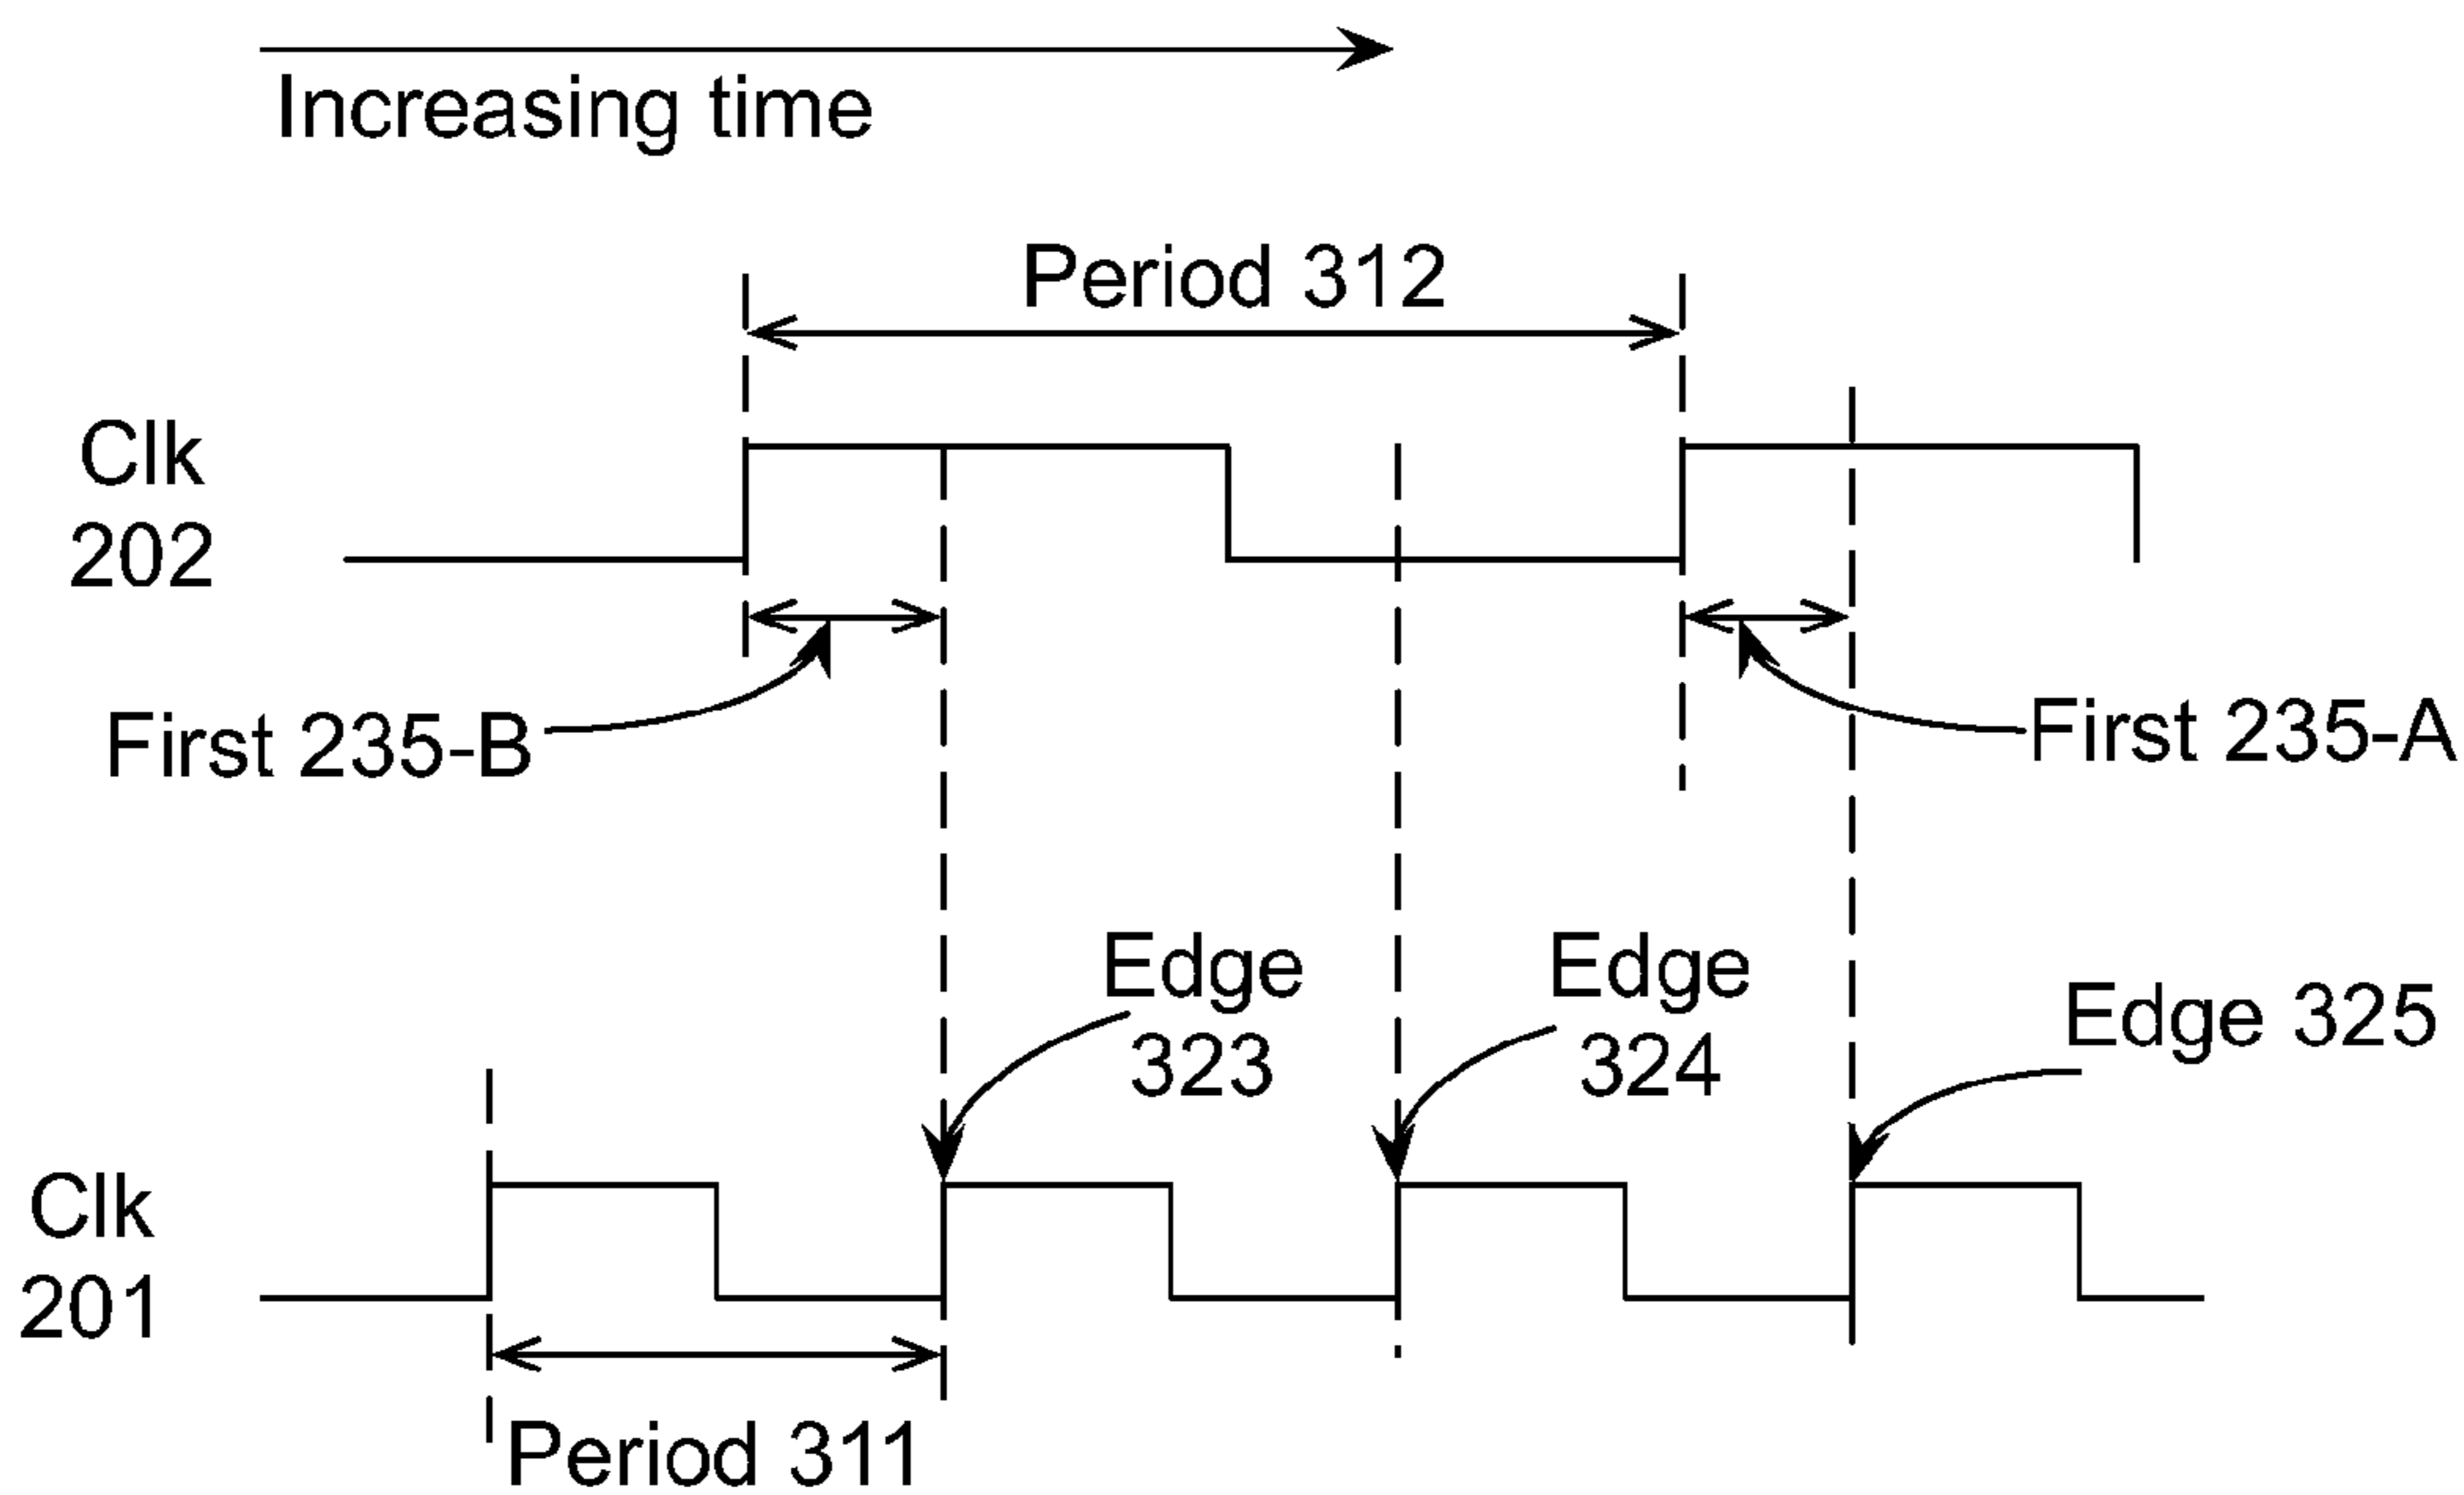 Increasing time
Period 312
Clk
202
First 235-B
First 235-A
Edge
323
Edge
324
Edge 325
Clk
201
Period 311